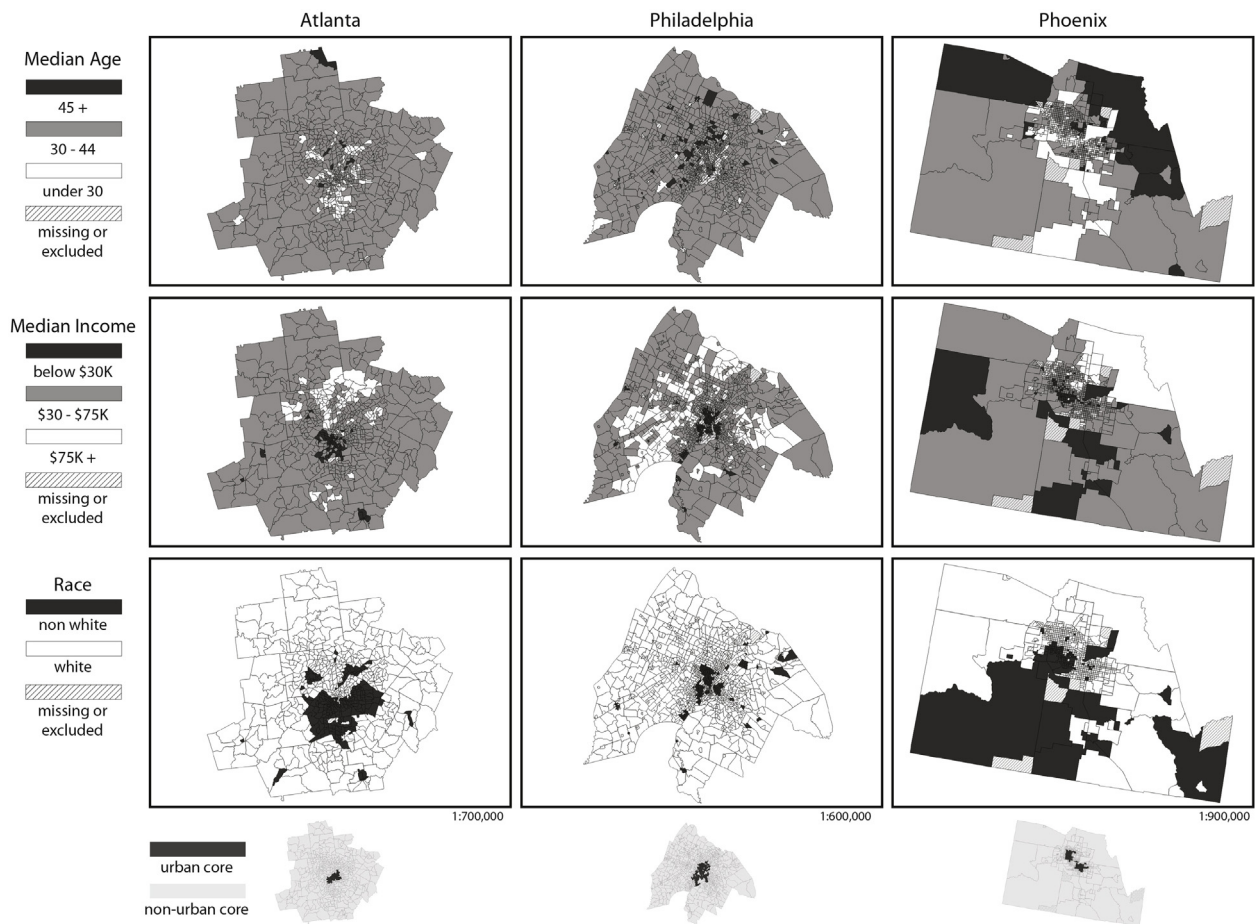 Atlanta
Philadelphia
Phoenix
Median Age
45 +
30 - 44
under 30
missing or
excluded
Median Income
below $30K
$30 - $75K
$75K +
missing or
excluded
Race
non white
white
missing or
excluded
1:700,000
1:600,000
1:900,000
urban core
non-urban core